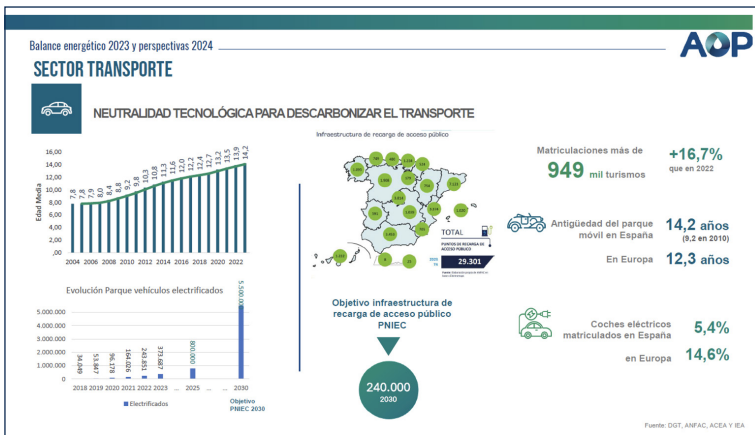 Balance energético 2023 y perspectivas 2024
AOP
SECTOR TRANSPORTE
NEUTRALIDAD TECNOLÓGICA PARA DESCARBONIZAR EL TRANSPORTE
Edad Media
16,00
14,00
12,00
10,00
8,00
6,00
4,00
2,00
,00
7,8
7,8
7,9
8,0
8,4
8,8
9,2
9,8
10,3
10,8
11,3
11,6
12,0
12,2
12,4
12,7
13,2
13,5
13,9
14,2
2004 2006 2008 2010 2012 2014 2016 2018 2020 2022
Evolución Parque vehículos electrificados
5.000.000
4.000.000
3.000.000
2.000.000
1.000.000
0
34.049
53.847
96.178
164.026
243.851
373.687
800.000
5.500.000
2018 2019 2020 2021 2022 2023 ... 2025 ... ... 2030
Electrificados
Objetivo
PNIEC 2030
Infraestructura de recarga de acceso público
TOTAL
PUNTOS DE RECARGA DE
ACCESO PÚBLICO
29.301
Objetivo infraestructura de
recarga de acceso público
PNIEC
240.000
2030
Matriculaciones más de
949 mil turismos
+16,7%
que en 2022
Antigüedad del parque
móvil en España
14,2 años
(9,2 en 2010)
En Europa
12,3 años
Coches eléctricos
matriculados en España
5,4%
en Europa
14,6%
Fuente: DGT, ANFAC, ACEA Y IEA